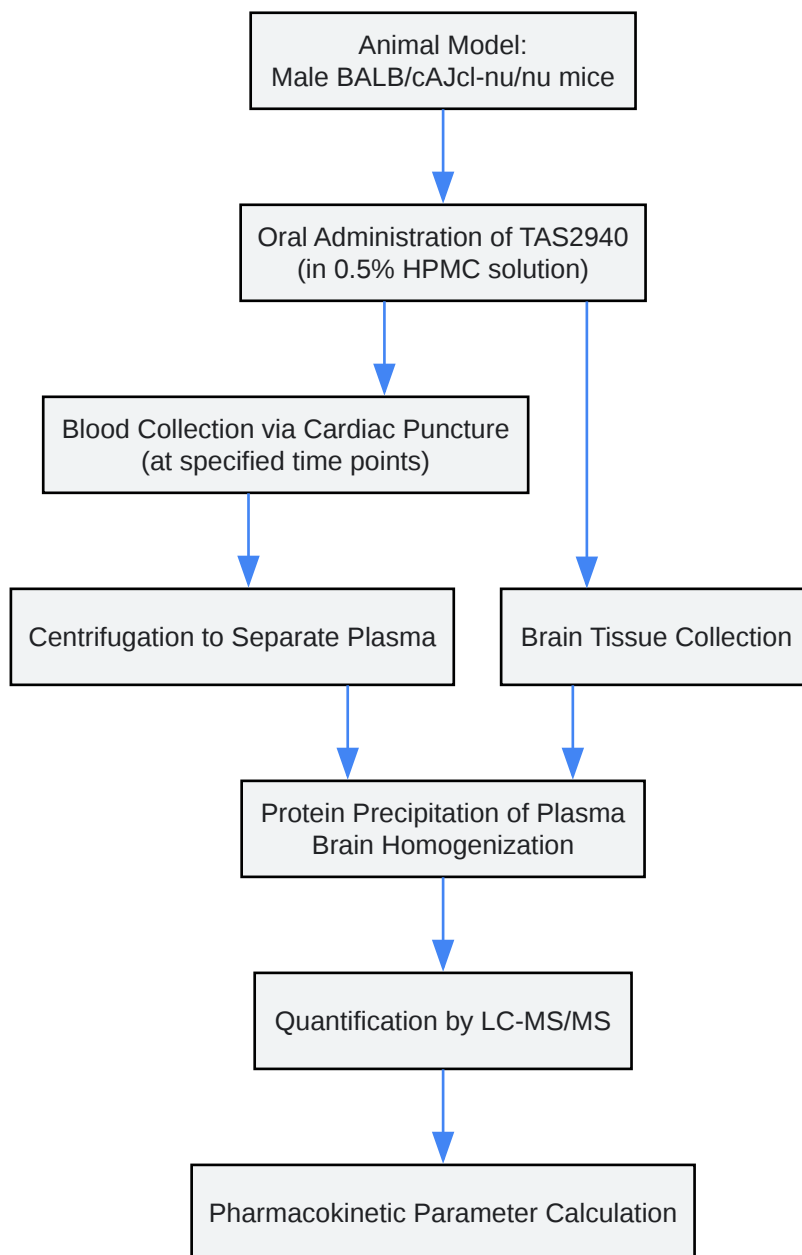 Animal Model:
Male BALB/cAJcl-nu/nu mice
Oral Administration of TAS2940
(in 0.5% HPMC solution)
Blood Collection via Cardiac Puncture
(at specified time points)
Centrifugation to Separate Plasma
Brain Tissue Collection
Protein Precipitation of Plasma
Brain Homogenization
Quantification by LC-MS/MS
Pharmacokinetic Parameter Calculation